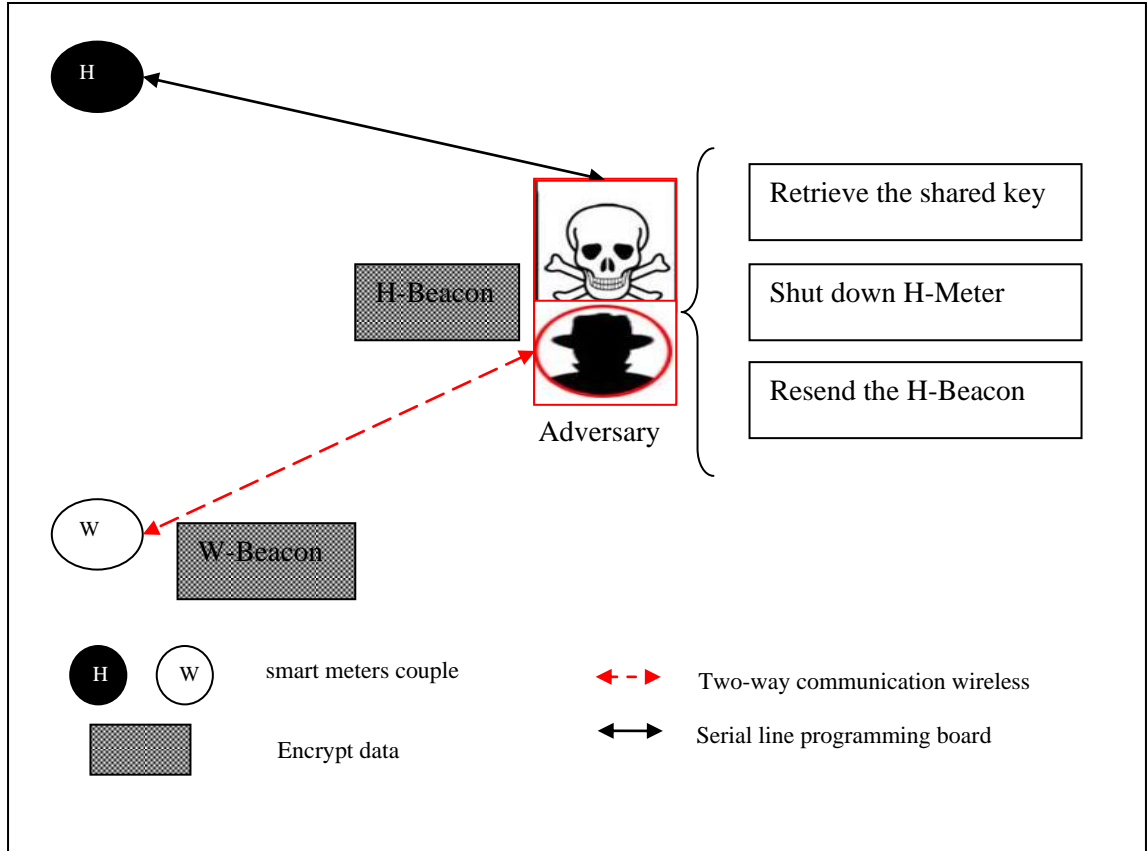 H
Retrieve the shared key
H-Beacon
Shut down H-Meter
Resend the H-Beacon
Adversary
W
W-Beacon
H W smart meters couple
Two-way communication wireless
Encrypt data
Serial line programming board